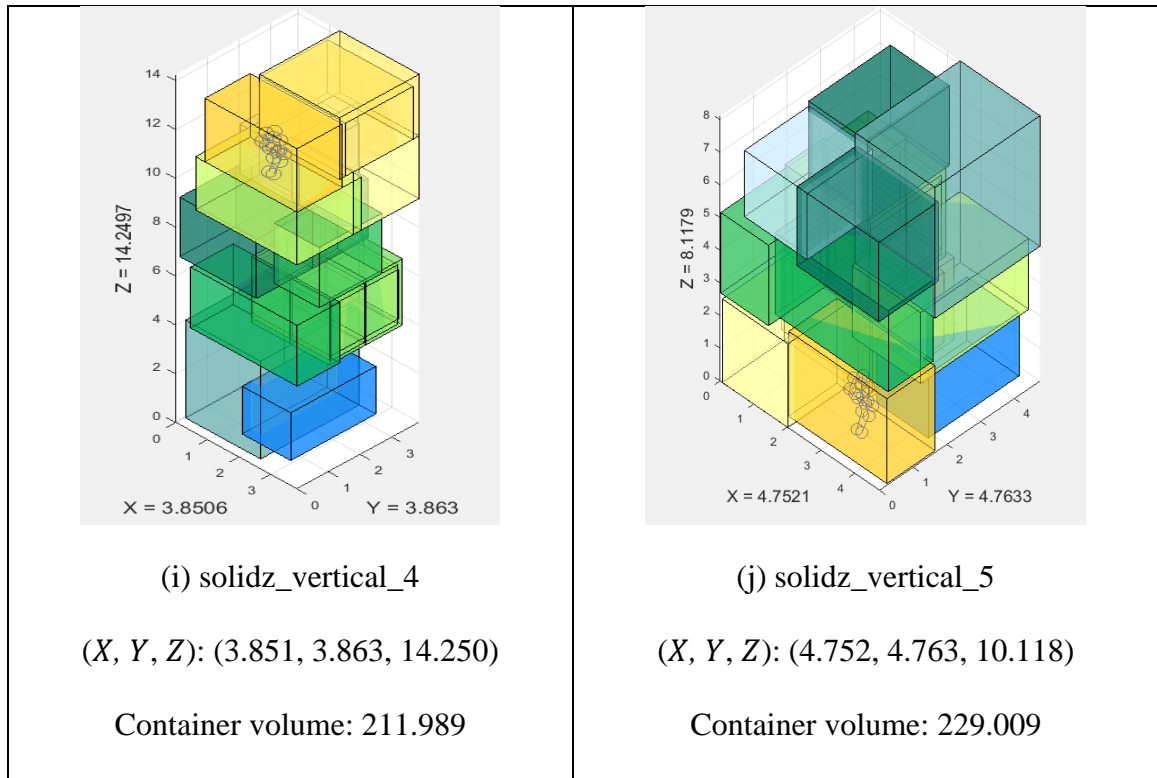 14
12
10
8
6
4
2
0
Z = 14.2497
0
1
2
3
X = 3.8506
0
1
2
3
Y = 3.863
(i) solidz_vertical_4
(X, Y, Z): (3.851, 3.863, 14.250)
Container volume: 211.989
8
7
6
5
4
3
2
1
0
Z = 8.1179
0
1
2
3
4
X = 4.7521
0
1
2
3
4
Y = 4.7633
(j) solidz_vertical_5
(X, Y, Z): (4.752, 4.763, 10.118)
Container volume: 229.009